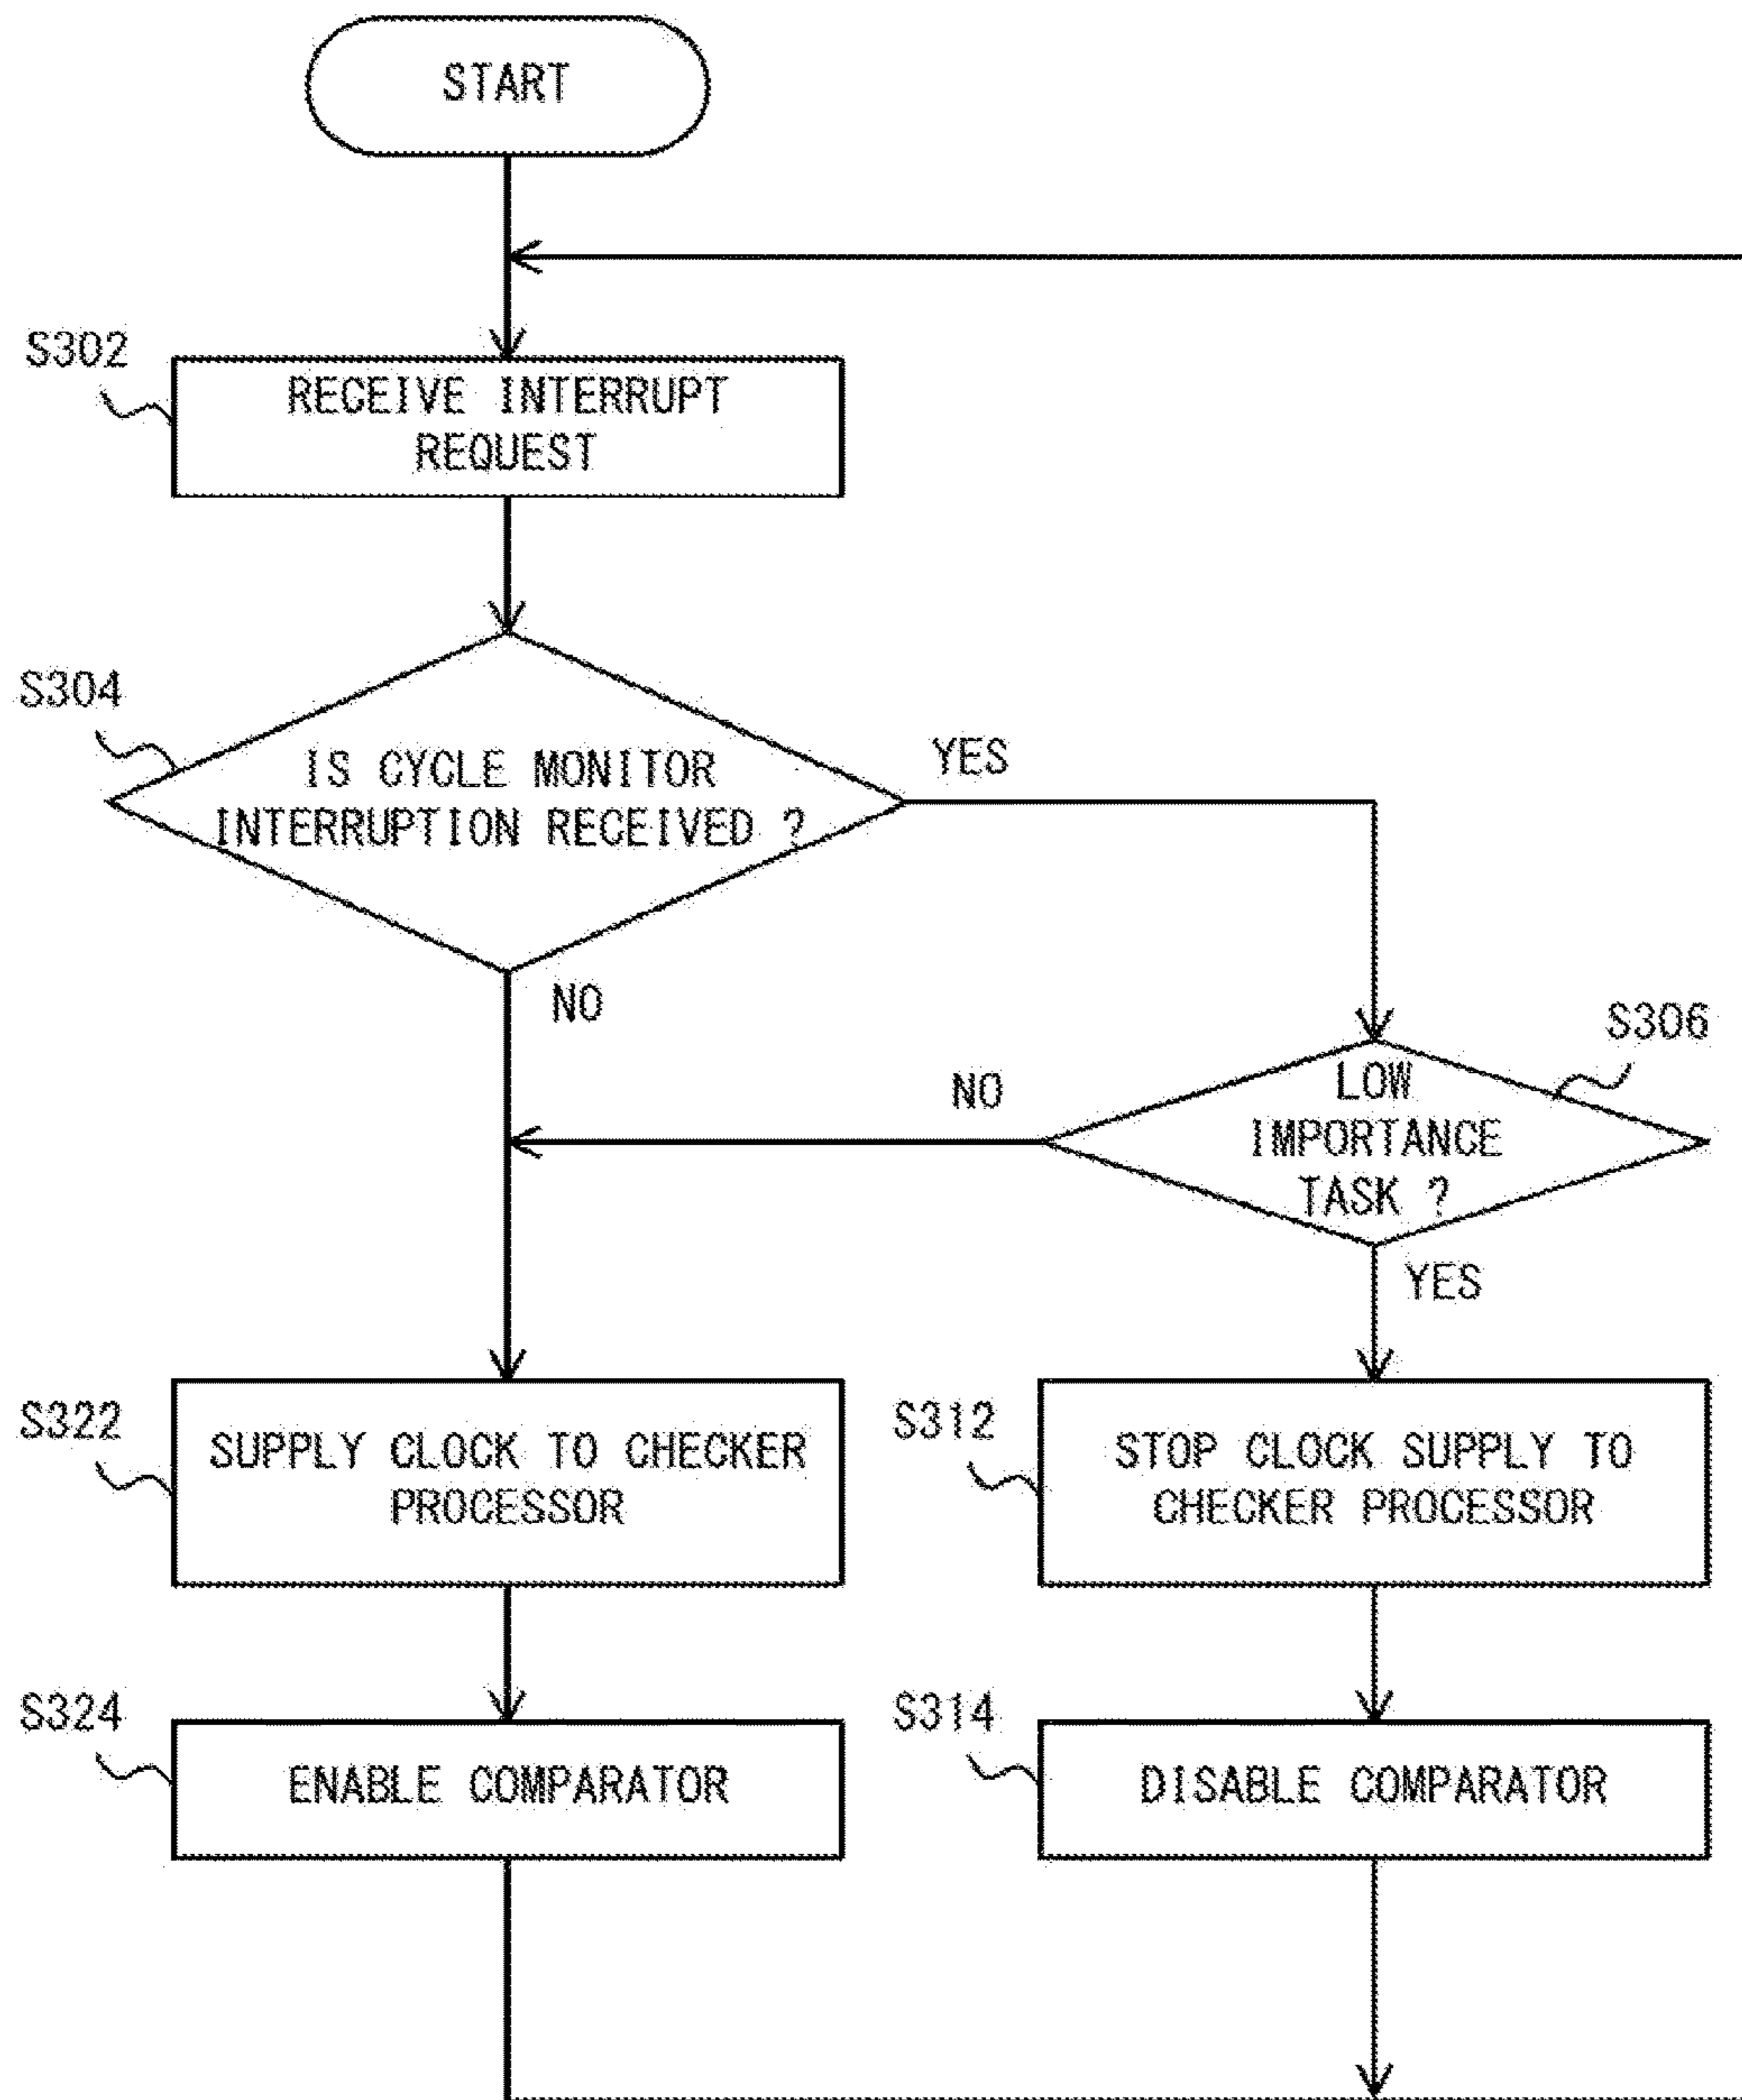 START
S302
RECEIVE INTERRUPT
REQUEST
S304
IS CYCLE MONITOR
INTERRUPTION RECEIVED ?
YES
NO
S306
LOW
IMPORTANCE
TASK ?
NO
YES
S322
SUPPLY CLOCK TO CHECKER
PROCESSOR
S312
STOP CLOCK SUPPLY TO
CHECKER PROCESSOR
S324
ENABLE COMPARATOR
S314
DISABLE COMPARATOR